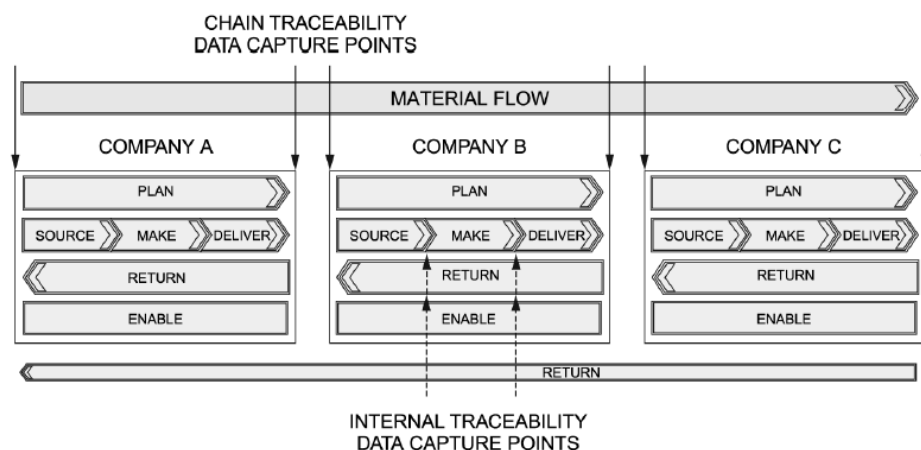 CHAIN TRACEABILITY
DATA CAPTURE POINTS
MATERIAL FLOW
COMPANY A
COMPANY B
COMPANY C
PLAN
PLAN
PLAN
SOURCE MAKE DELIVER
SOURCE MAKE DELIVER
SOURCE MAKE DELIVER
RETURN
RETURN
RETURN
ENABLE
ENABLE
ENABLE
RETURN
INTERNAL TRACEABILITY
DATA CAPTURE POINTS